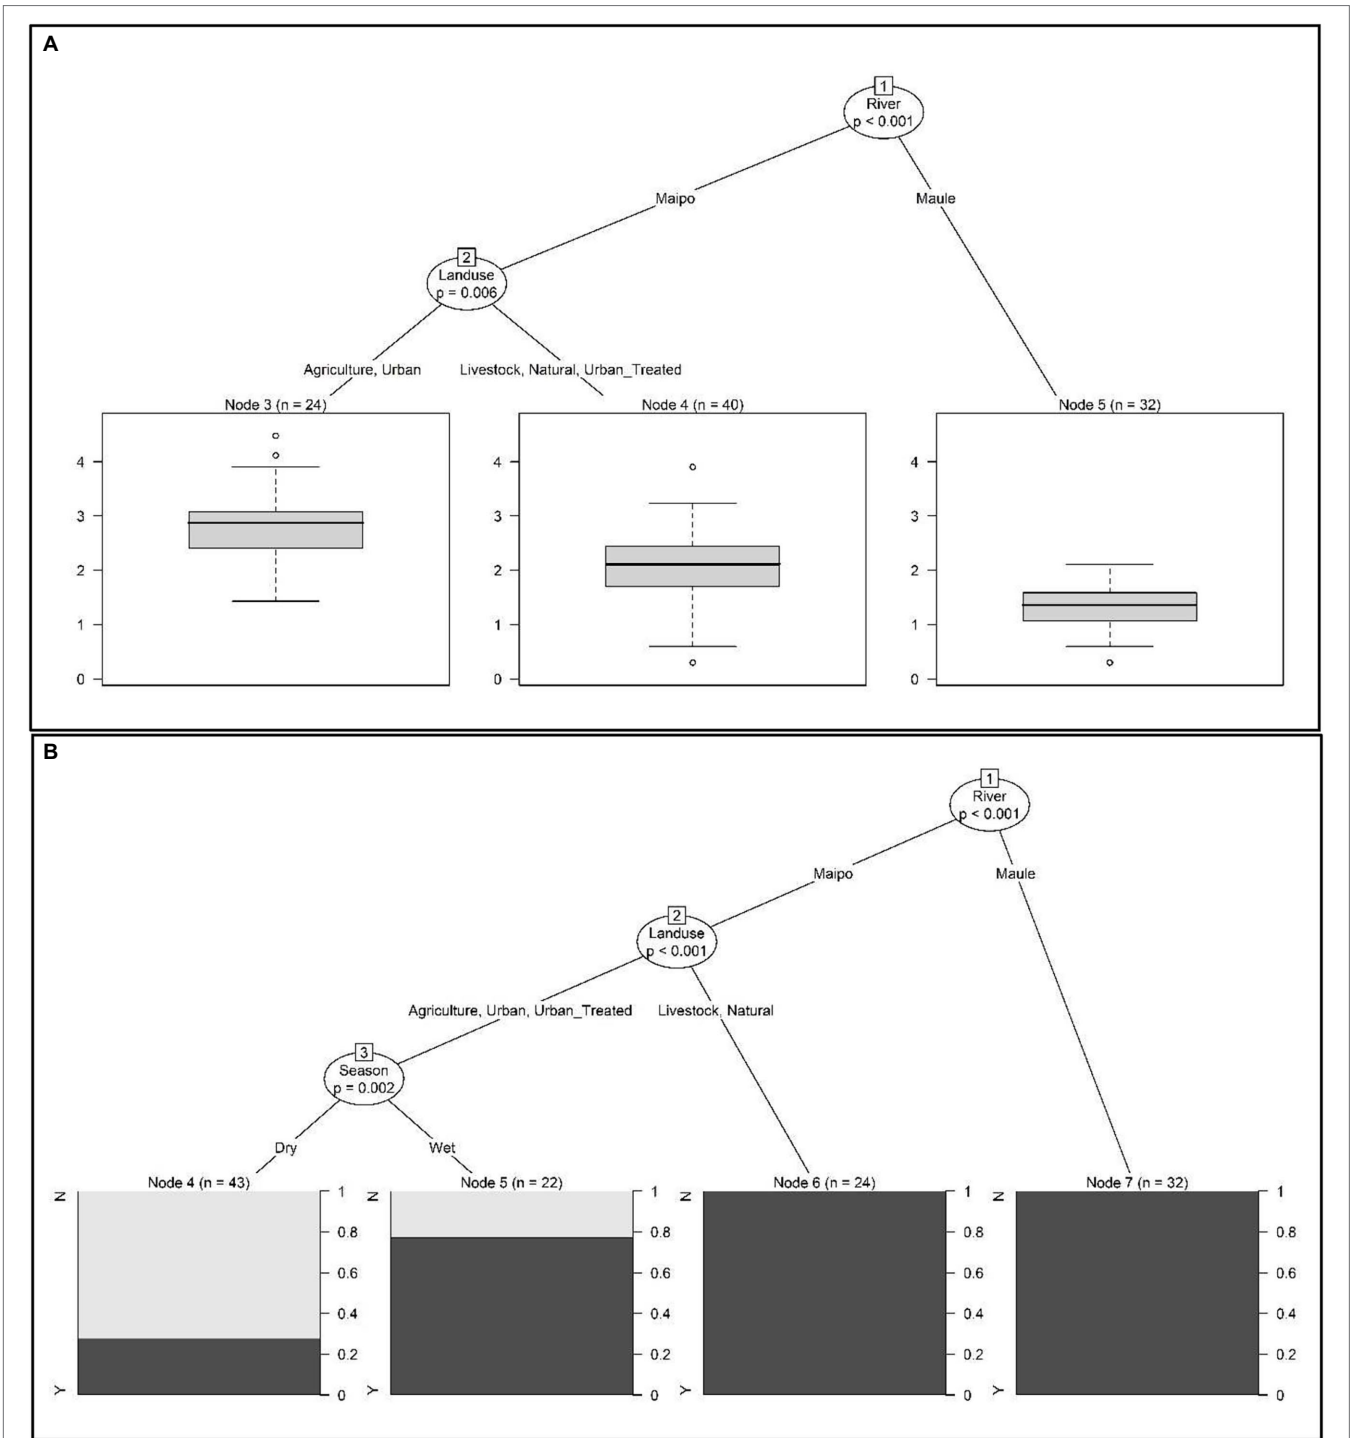 A
1
River
p < 0.001
Maipo
Maule
2
Landuse
p = 0.006
Agriculture, Urban
Livestock, Natural, Urban_Treated
Node 3 (n = 24)
4
3
2
1
0
Node 4 (n = 40)
4
3
2
1
0
Node 5 (n = 32)
4
3
2
1
0
B
1
River
p < 0.001
Maipo
Maule
2
Landuse
p < 0.001
Agriculture, Urban, Urban_Treated
Livestock, Natural
3
Season
p = 0.002
Dry
Wet
Node 4 (n = 43)
N
Y
1
0.8
0.6
0.4
0.2
0
Node 5 (n = 22)
N
Y
1
0.8
0.6
0.4
0.2
0
Node 6 (n = 24)
N
Y
1
0.8
0.6
0.4
0.2
0
Node 7 (n = 32)
N
Y
1
0.8
0.6
0.4
0.2
0